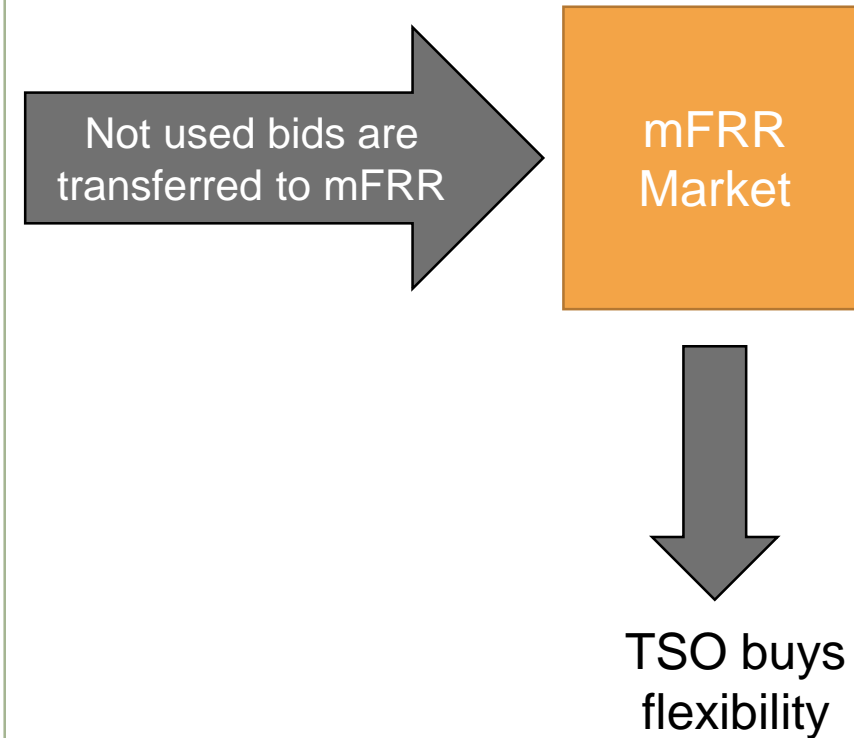 Not used bids are
transferred to mFRR
mFRR
Market
TSO buys
flexibility